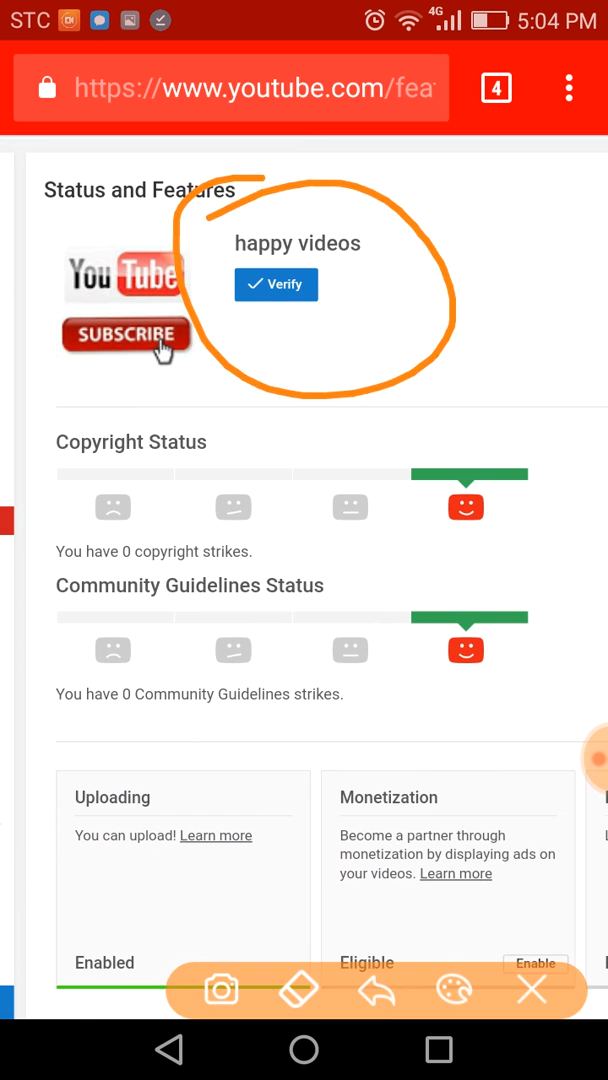 STC
4G
5:04 PM
https://www.youtube.com/fea
4
Status and Features
happy videos
You Tube
Verify
SUBSCRIBE
Copyright Status
You have 0 copyright strikes.
Community Guidelines Status
You have 0 Community Guidelines strikes.
Uploading
You can upload! Learn more
Enabled
Monetization
Become a partner through
monetization by displaying ads on
your videos. Learn more
Eligible
Enable